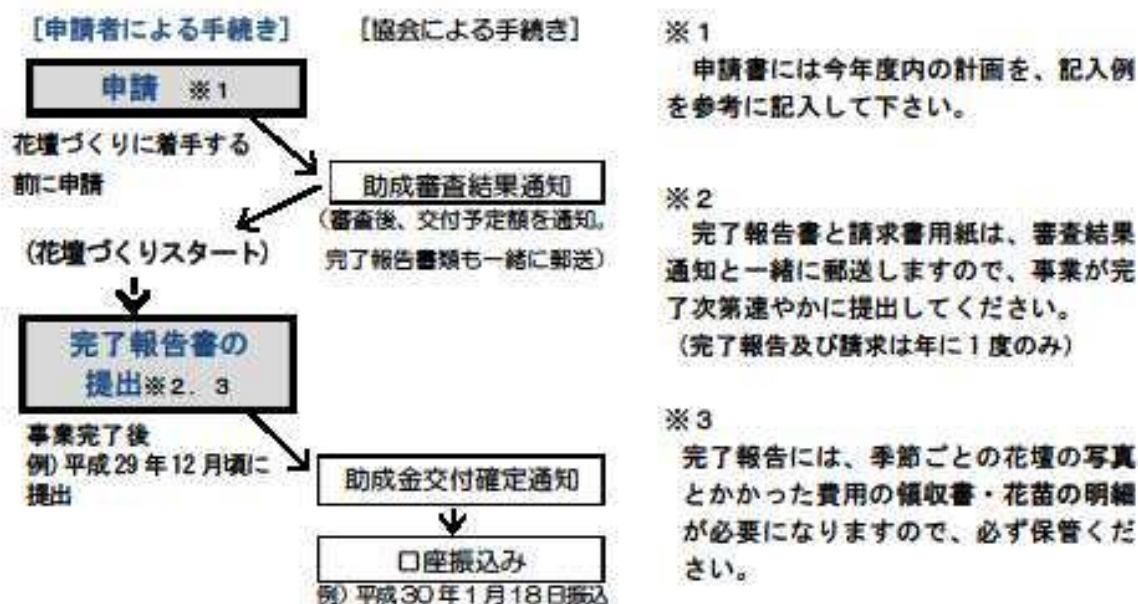 [申請者による手続き]
[協会による手続き]
申請 ※1
花壇づくりに着手する
前に申請
助成審査結果通知
(審査後、交付予定額を通知。
完了報告書類も一緒に郵送)
(花壇づくりスタート)
完了報告書の
提出※2.3
事業完了後
例)平成29年12月頃に
提出
助成金交付確定通知
口座振込み
例)平成30年1月18日振込
※1
申請書には今年度内の計画を、記入例
を参考に記入して下さい。
※2
完了報告書と請求書用紙は、審査結果
通知と一緒に郵送しますので、事業が完
了次第速やかに提出してください。
(完了報告及び請求は年に1度のみ)
※3
完了報告には、季節ごとの花壇の写真
とかかった費用の領収書・花苗の明細
が必要になりますので、必ず保管くだ
さい。